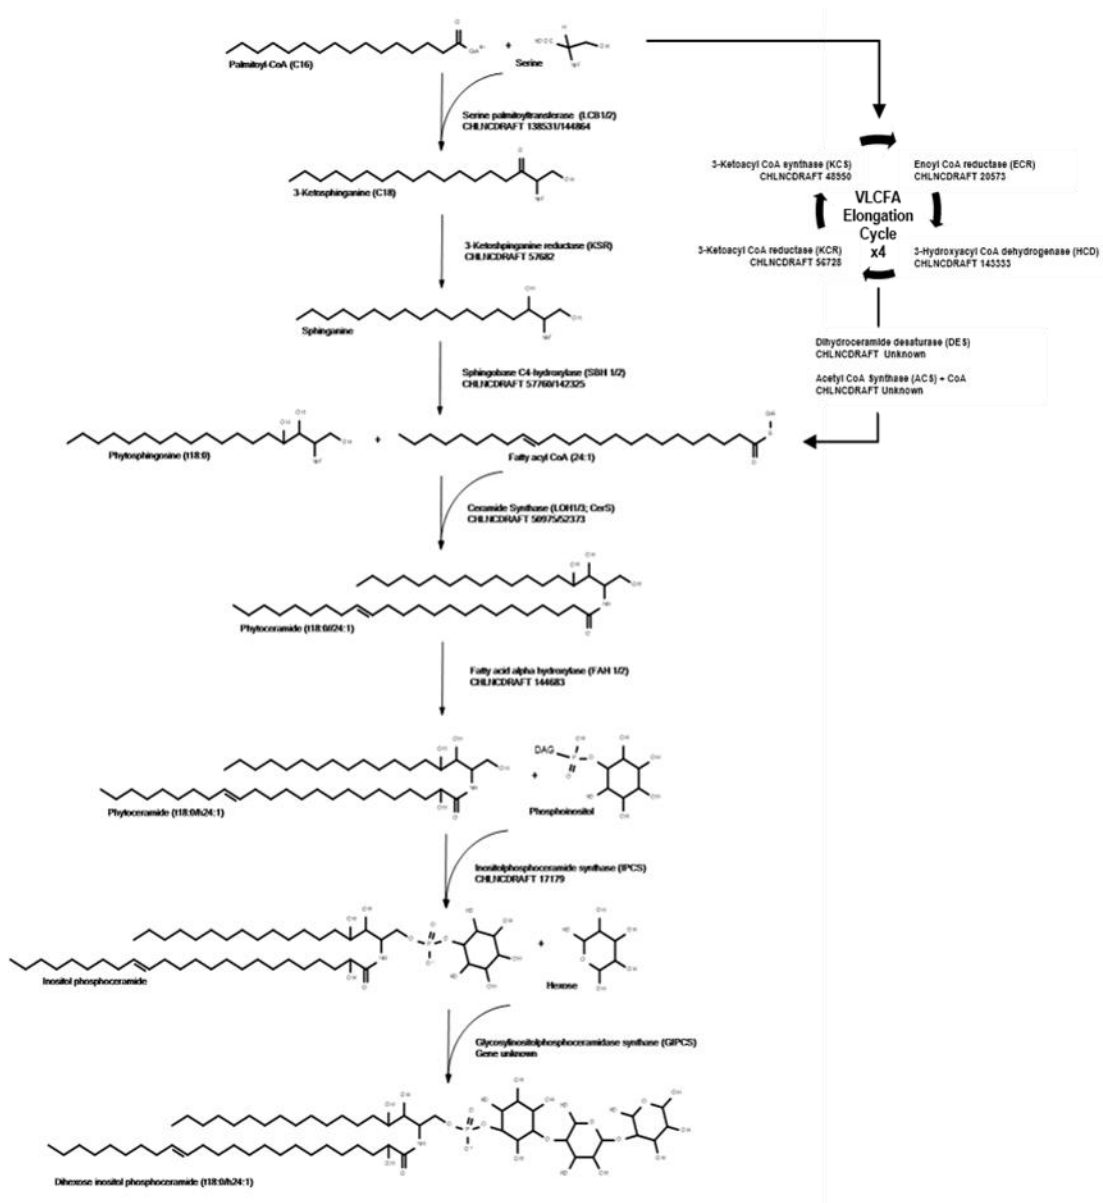 Palmitoyl-CoA (C16)
+
Serine
Serine palmitoyltransferase (LCB1/2)
CHLNCDRAFT 138531/144864
3-Ketosphinganine (C18)
3-Ketoshpinganine reductase (KSR)
CHLNCDRAFT 57682
Sphinganine
Sphingobase C4-hydroxylase (SBH 1/2)
CHLNCDRAFT 57760/142325
3-Ketoacyl CoA synthase (KCS)
CHLNCDRAFT 48950
Enoyl CoA reductase (ECR)
CHLNCDRAFT 20573
VLCFA
Elongation
Cycle
x4
3-Ketoacyl CoA reductase (KCR)
CHLNCDRAFT 56728
3-Hydroxyacyl CoA dehydrogenase (HCD)
CHLNCDRAFT 143333
Dihydroceramide desaturase (DES)
CHLNCDRAFT Unknown
Acetyl CoA Synthase (ACS) + CoA
CHLNCDRAFT Unknown
Phytosphingosine (t18:0)
+
Fatty acyl CoA (24:1)
Ceramide Synthase (LOH1/3; CerS)
CHLNCDRAFT 50975/52373
Phytoceramide (t18:0//24:1)
Fatty acid alpha hydroxylase (FAH 1/2)
CHLNCDRAFT 144683
Phytoceramide (t18:0/h24:1)
+
DAG
Phosphoinositol
Inositolphosphoceramide synthase (IPCS)
CHLNCDRAFT 17179
Inositol phosphoceramide
+
Hexose
Glycosylinositolphosphoceramidase synthase (GIPCS)
Gene unknown
Dihexose inositol phosphoceramide (t18:0/h24:1)